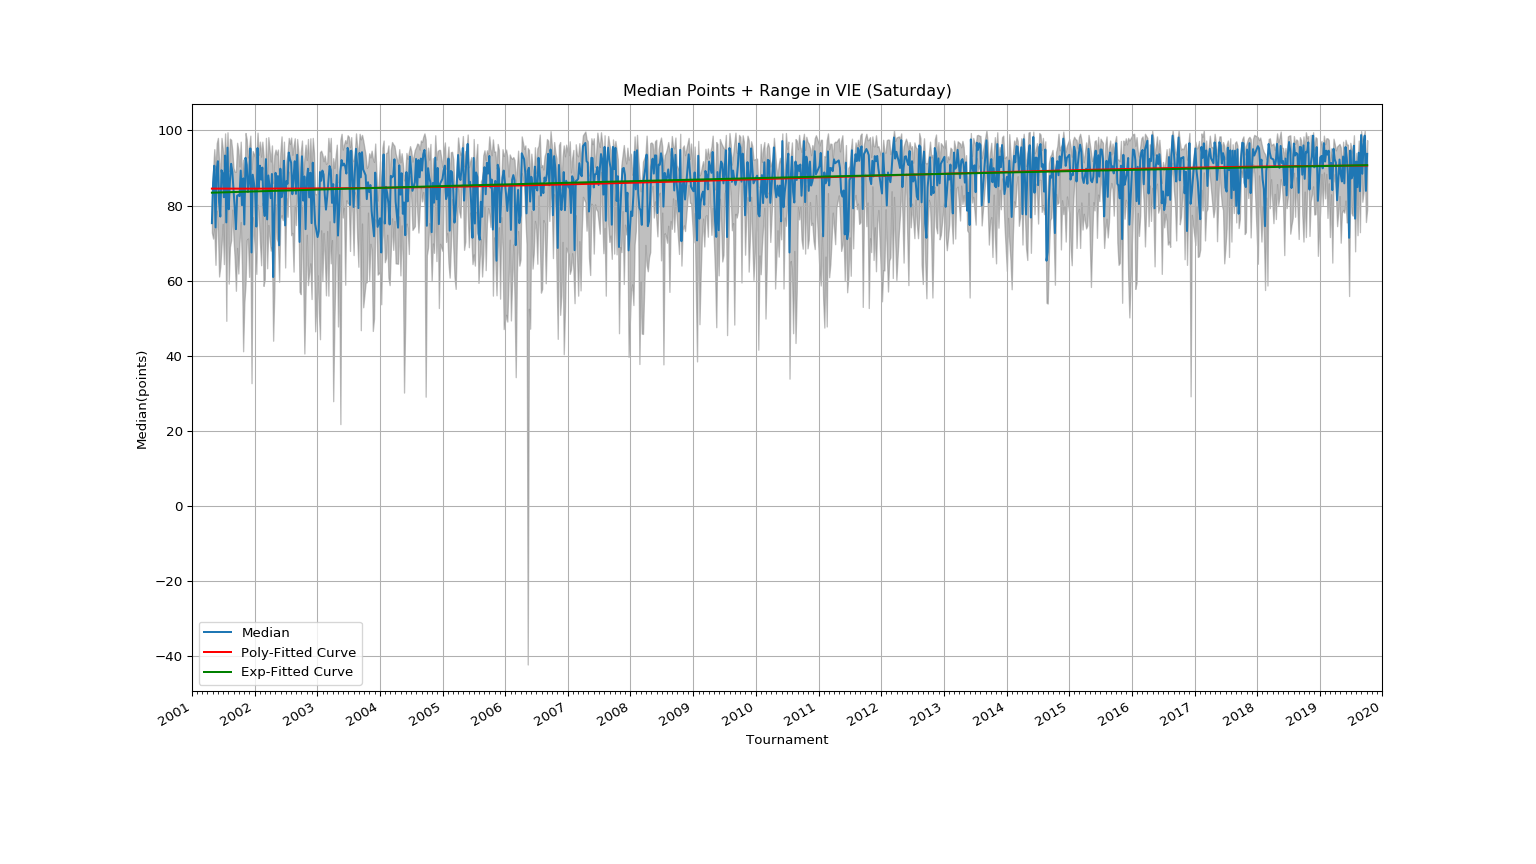 Median Points + Range in VIE (Saturday)
100
80
60
40
20
0
−20
−40
Median(points)
Median
Poly-Fitted Curve
Exp-Fitted Curve
2001 2002 2003 2004 2005 2006 2007 2008 2009 2010 2011 2012 2013 2014 2015 2016 2017 2018 2019 2020
Tournament